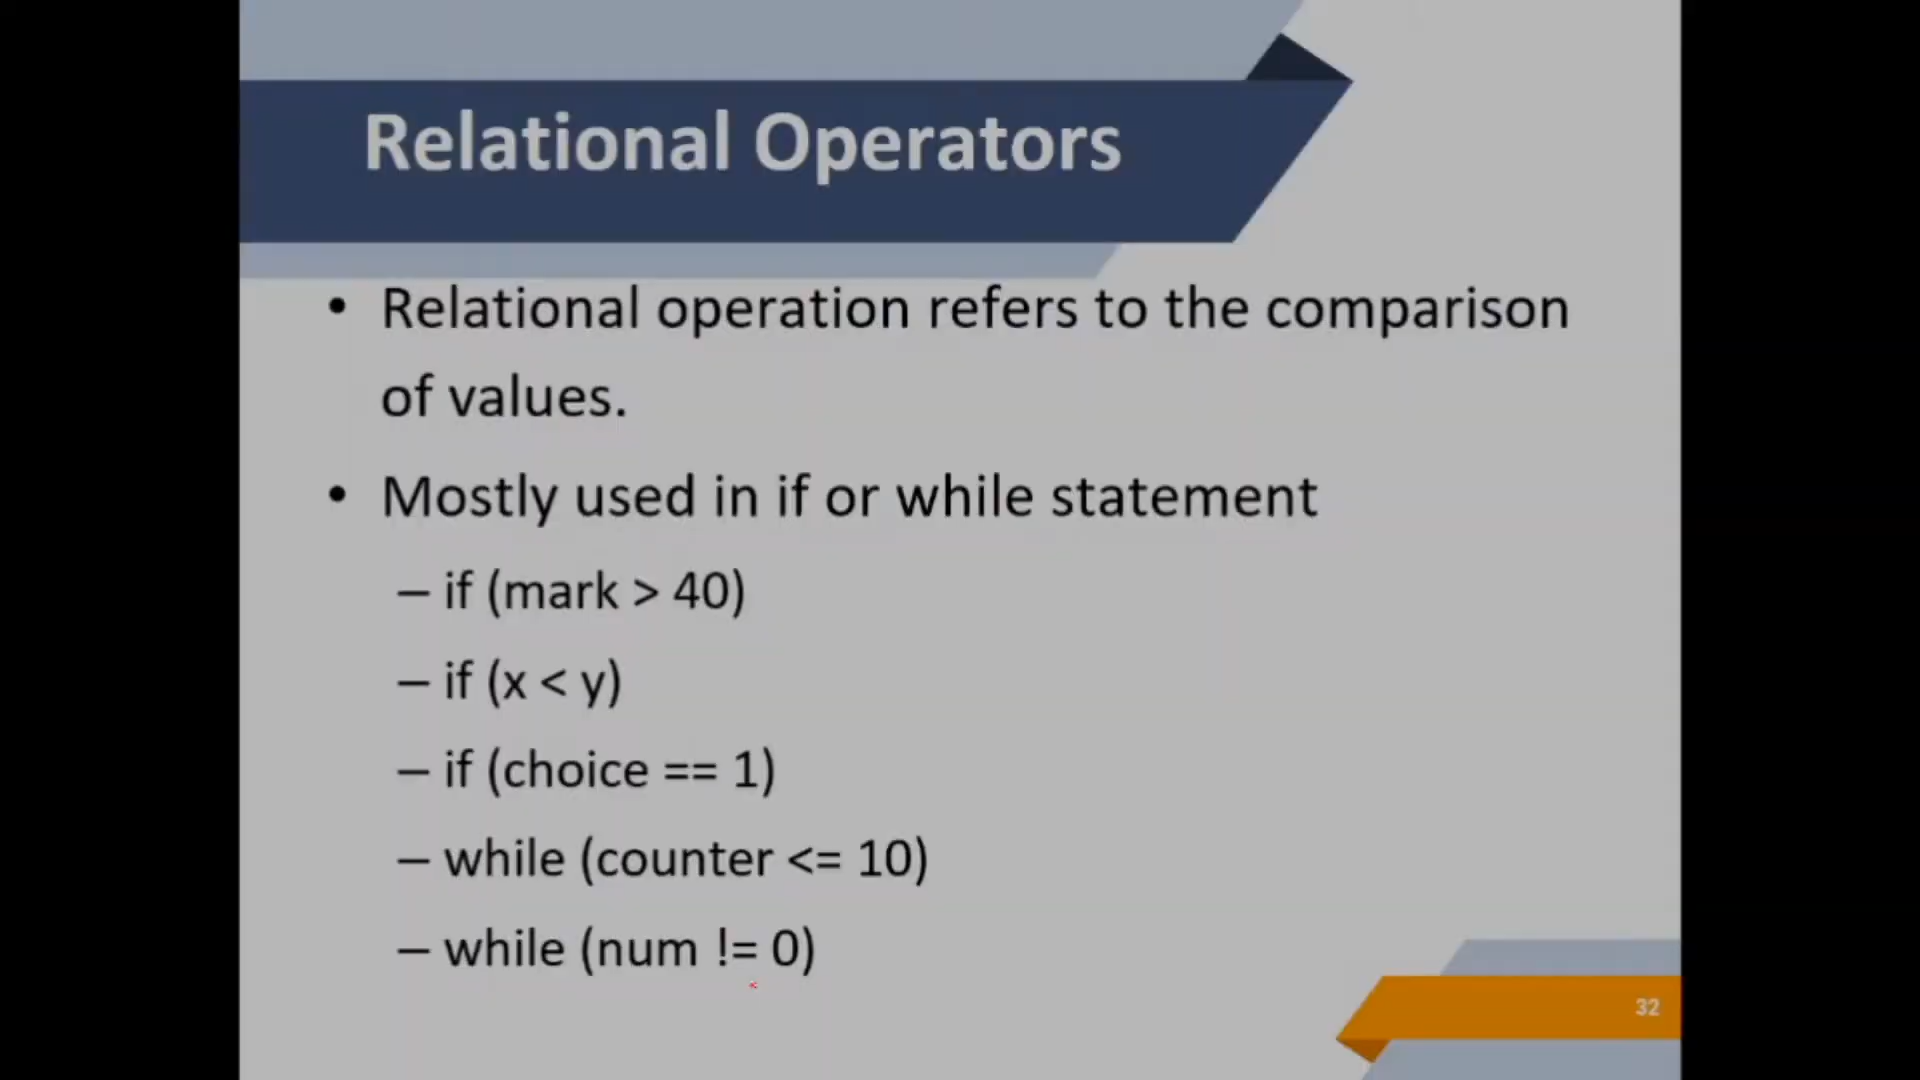 Relational Operators
• Relational operation refers to the comparison
of values.
• Mostly used in if or while statement
– if (mark > 40)
– if (x < y)
– if (choice == 1)
– while (counter <= 10)
– while (num != 0)
32